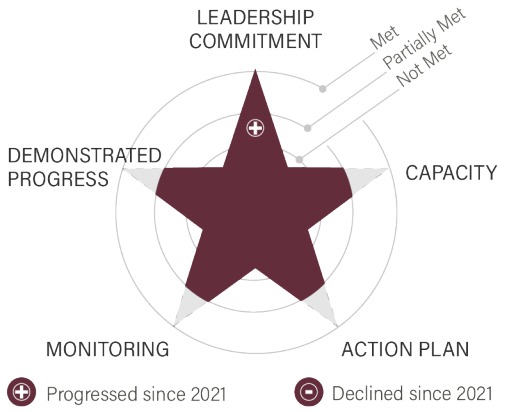 LEADERSHIP
COMMITMENT
Met
Partially Met
Not Met
DEMONSTRATED
PROGRESS
CAPACITY
MONITORING
ACTION PLAN
Progressed since 2021
Declined since 2021